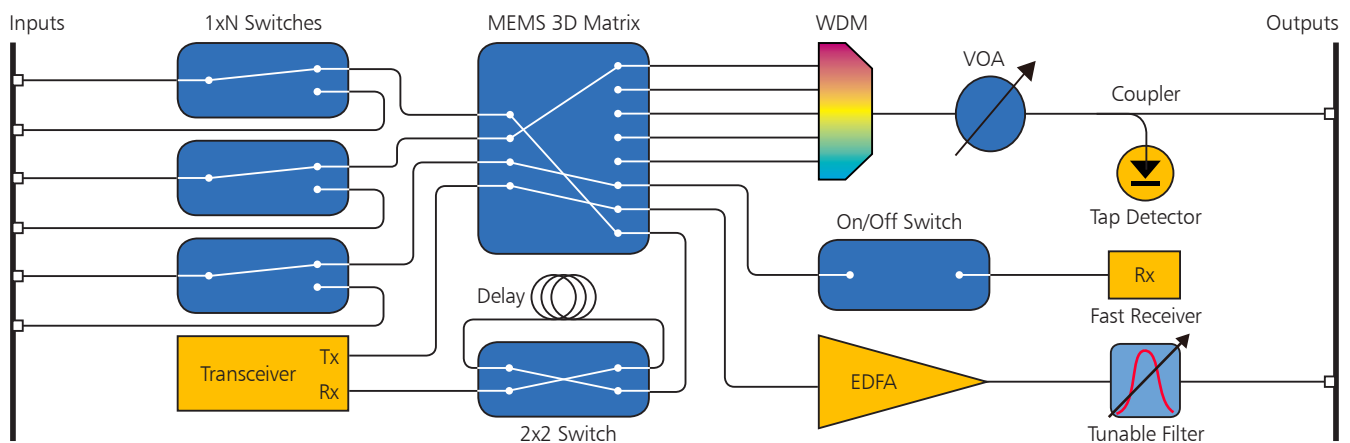 Inputs
1xN Switches
MEMS 3D Matrix
WDM
Outputs
VOA
Coupler
Tap Detector
On/Off Switch
Delay
Rx
Fast Receiver
Transceiver
Tx
Rx
EDFA
2x2 Switch
Tunable Filter